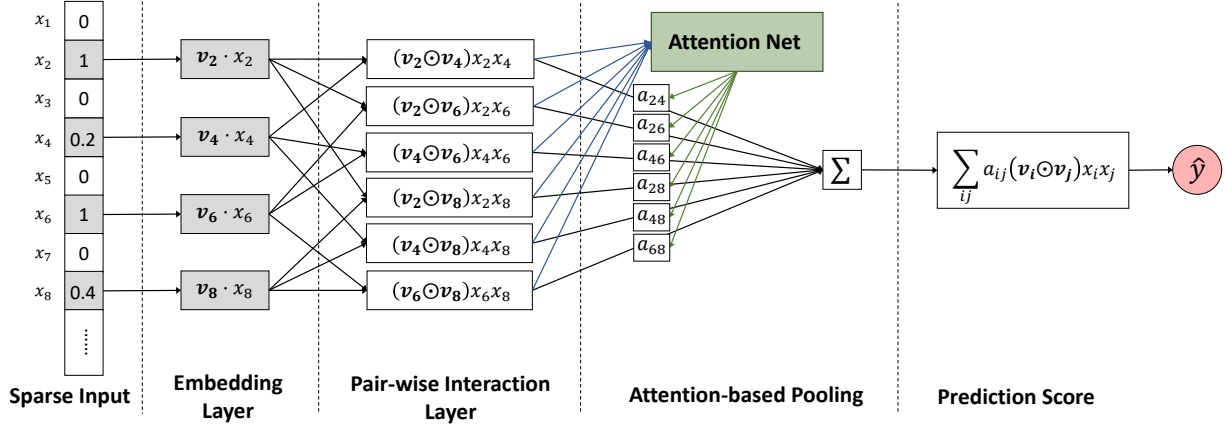 x₁ 0
x₂ 1
x₃ 0
x₄ 0.2
x₅ 0
x₆ 1
x₇ 0
x₈ 0.4
......
Sparse Input
v₂ · x₂
v₄ · x₄
v₆ · x₆
v₈ · x₈
Embedding
Layer
(v₂⊙v₄)x₂x₄
(v₂⊙v₆)x₂x₆
(v₄⊙v₆)x₄x₆
(v₂⊙v₈)x₂x₈
(v₄⊙v₈)x₄x₈
(v₆⊙v₈)x₆x₈
Pair-wise Interaction
Layer
Attention Net
a₂₄
a₂₆
a₄₆
a₂₈
a₄₈
a₆₈
∑
Attention-based Pooling
∑ aᵢⱼ(vᵢ⊙vⱼ)xᵢxⱼ
ij
Prediction Score
ŷ